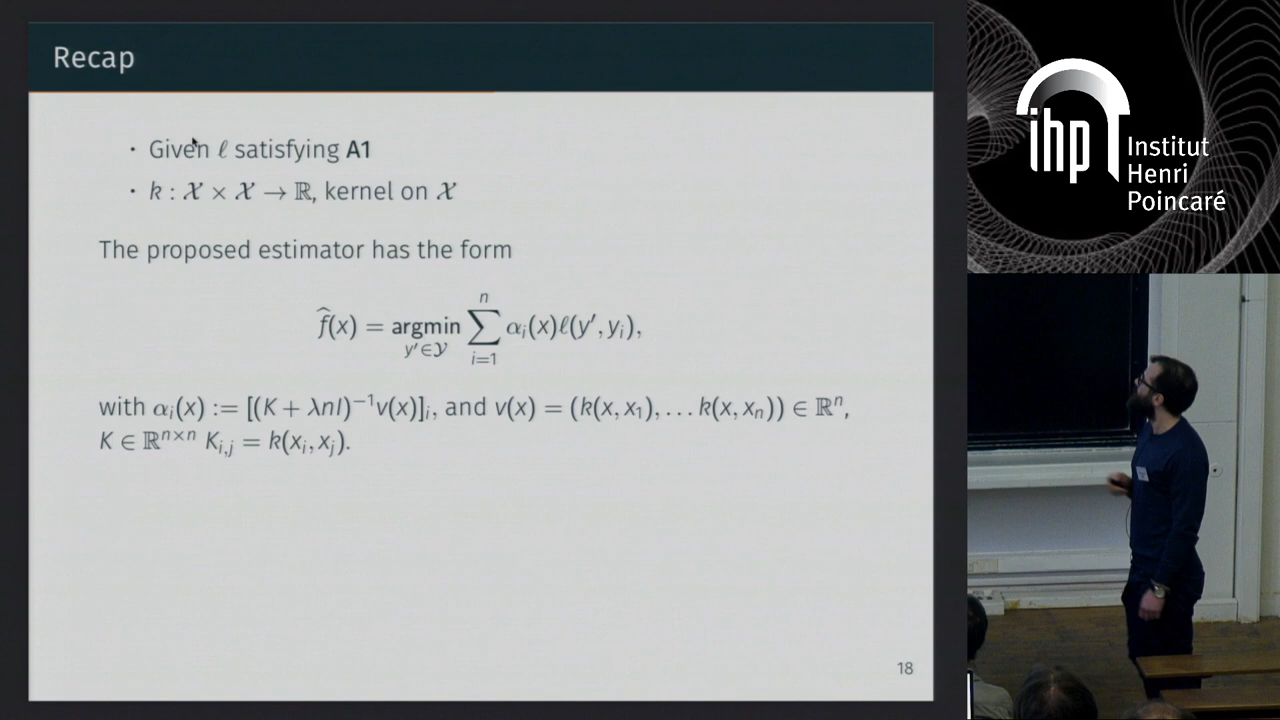 Recap
· Given ℓ satisfying A1
· k : 𝒳 × 𝒳 → ℝ, kernel on 𝒳
The proposed estimator has the form
f̂(x) = argmin_{y′∈𝒴} ∑_{i=1}^{n} α_i(x)ℓ(y′, y_i),
with α_i(x) := [(K + λnI)^{−1}v(x)]_i, and v(x) = (k(x, x_1), … k(x, x_n)) ∈ ℝ^n,
K ∈ ℝ^{n×n} K_{i,j} = k(x_i, x_j).
18
ihp
Institut
Henri
Poincaré